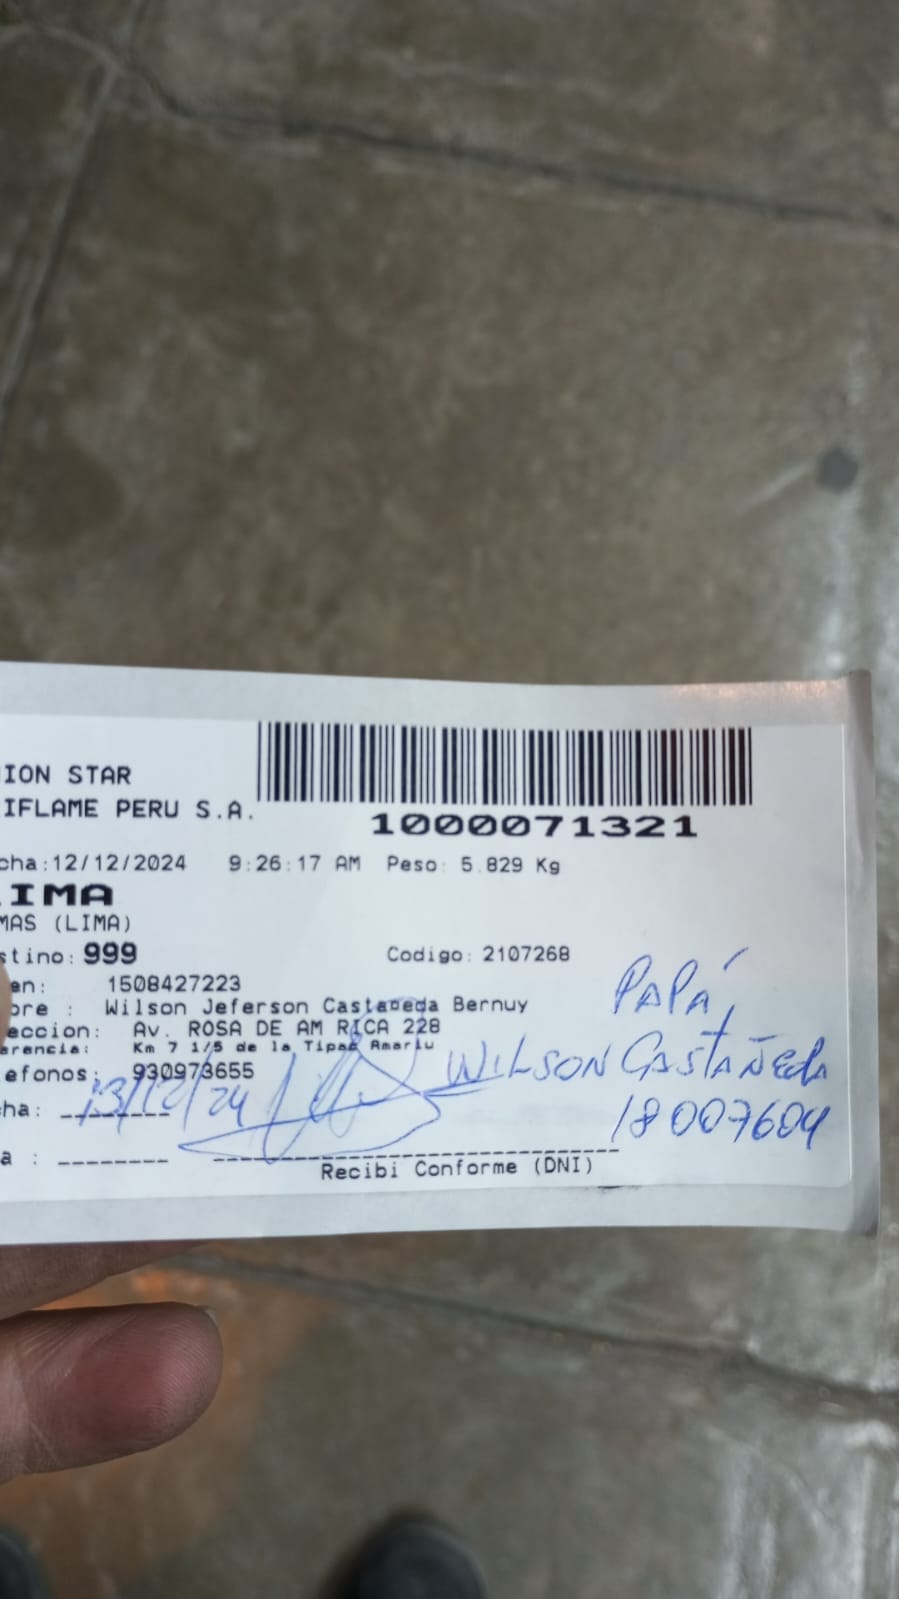 ION STAR
IFLAME PERU S.A.
1000071321
cha:12/12/2024 9:26:17 AM Peso: 5.829 Kg
LIMA
MAS (LIMA)
stino: 999 Codigo: 2107268
en: 1508427223
bre : Wilson Jeferson Castaneda Bernuy
eccion: Av. ROSA DE AM RICA 228
erencia: Km 7 1/5 de la Tipac Amariu
efonos: 930973655
cha: 13/12/24
a :
Recibi Conforme (DNI)
PAPÁ
WILSON CASTAÑEDA
18007604